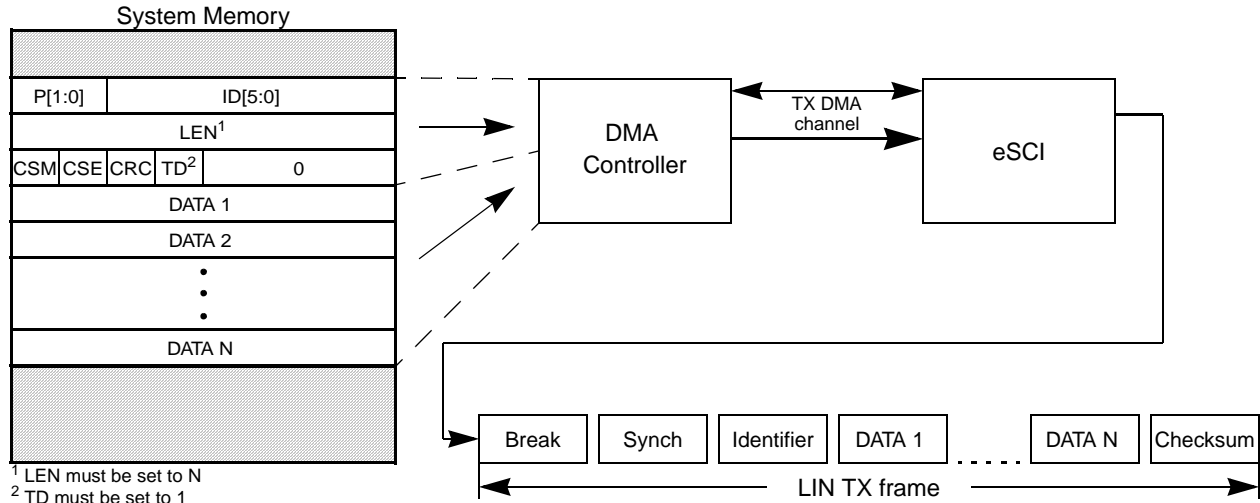 System Memory
P[1:0] ID[5:0]
LEN1
CSM CSE CRC TD2 0
DATA 1
DATA 2
DATA N
1 LEN must be set to N
2 TD must be set to 1
DMA
Controller
TX DMA
channel
eSCI
Break Synch Identifier DATA 1 DATA N Checksum
LIN TX frame